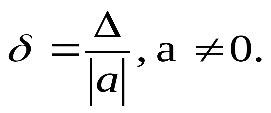 δ = Δ/|a|, a ≠ 0.